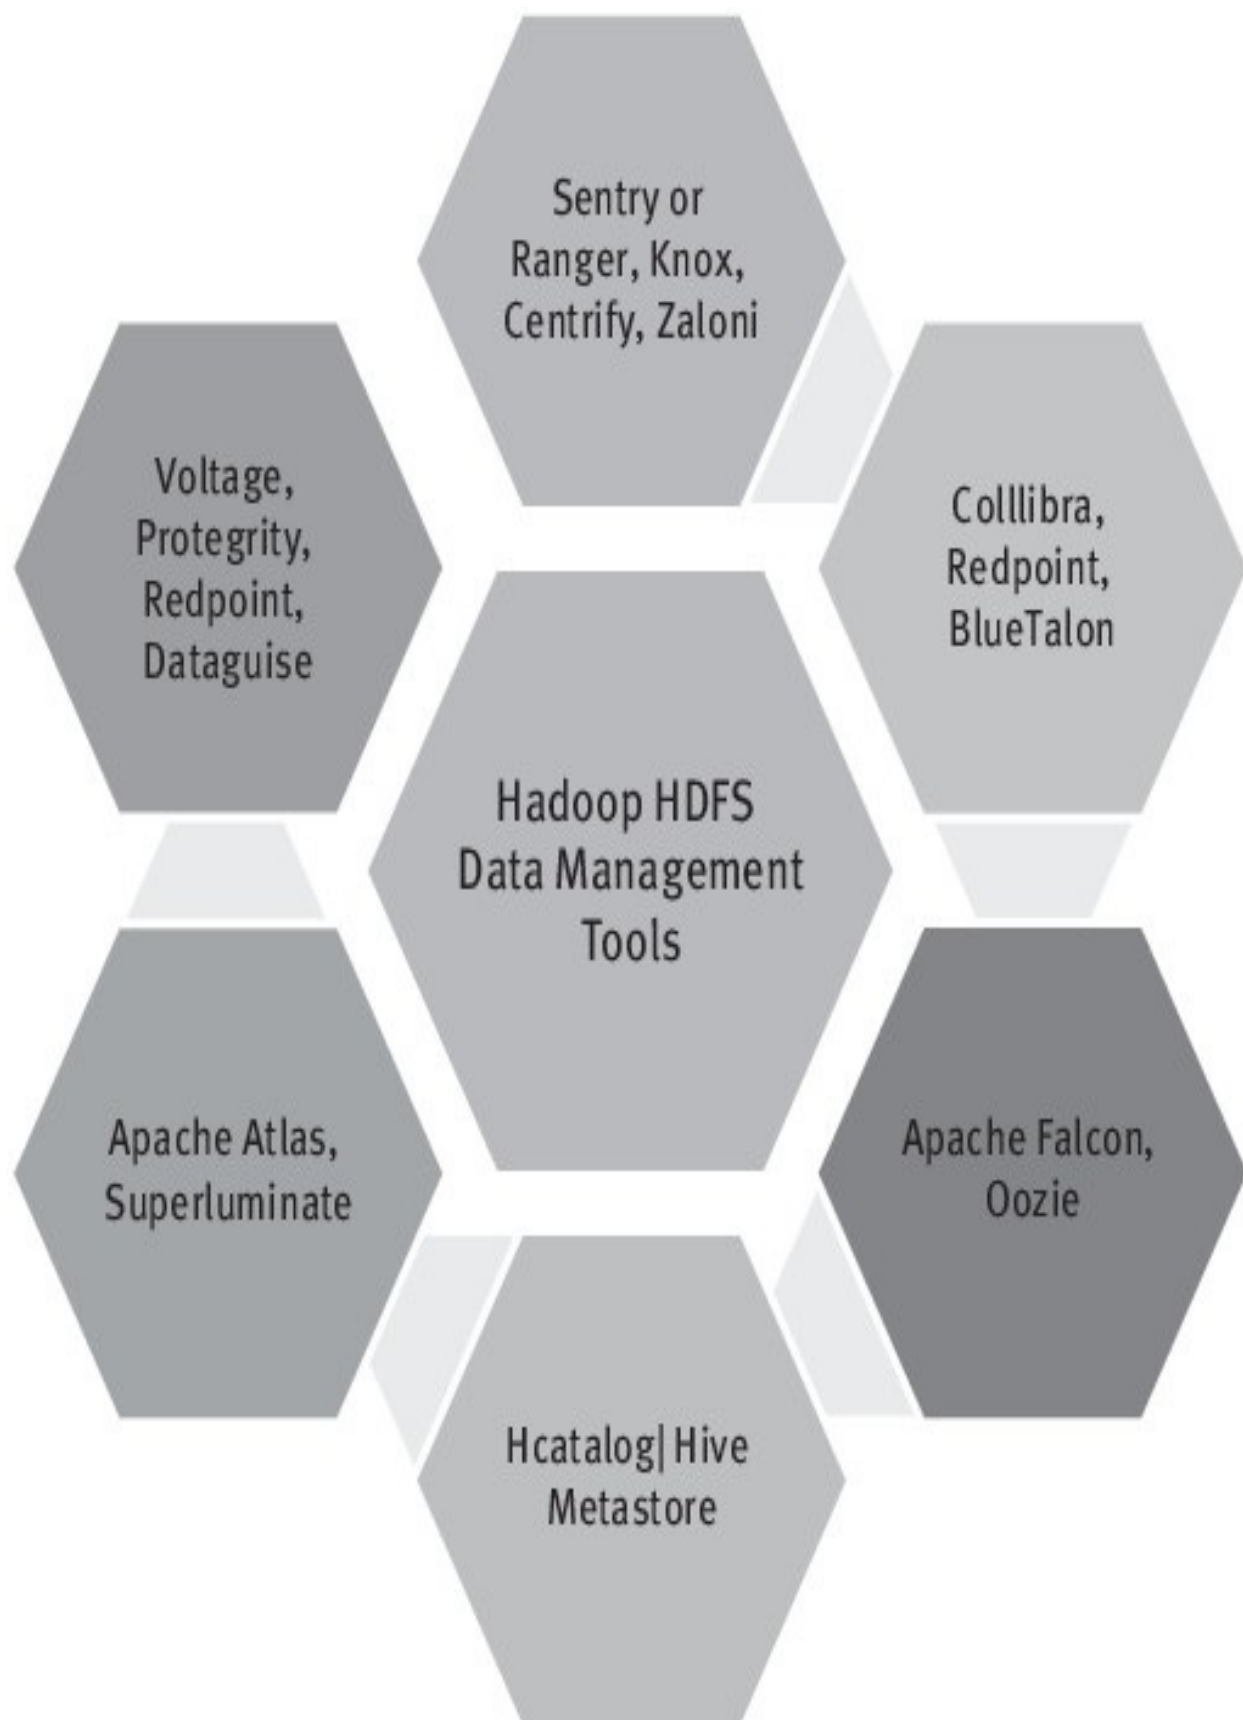 Sentry or
Ranger, Knox,
Centrify, Zaloni
Voltage,
Protegrity,
Redpoint,
Dataguise
Colllibra,
Redpoint,
BlueTalon
Hadoop HDFS
Data Management
Tools
Apache Atlas,
Superluminate
Apache Falcon,
Oozie
Hcatalog|Hive
Metastore